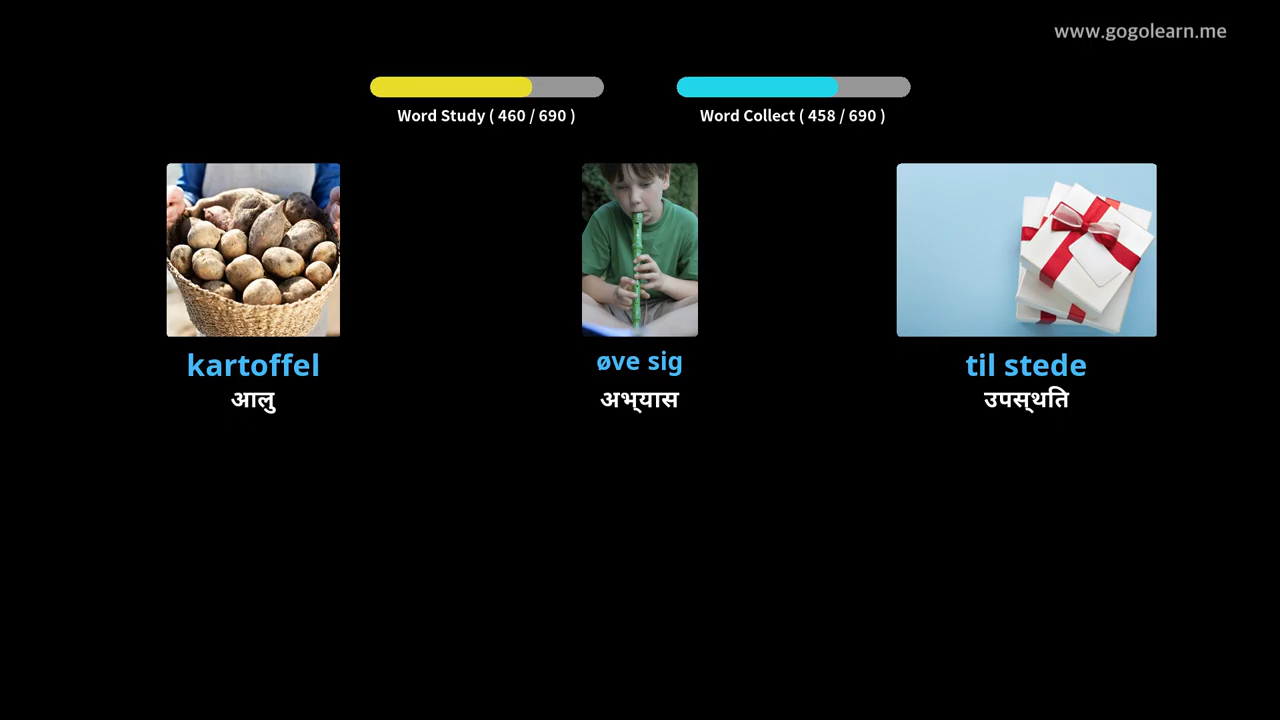 www.gogolearn.me
Word Study ( 460 / 690 )
Word Collect ( 458 / 690 )
kartoffel
øve sig
til stede
आलु
अभ्यास
उपस्थति